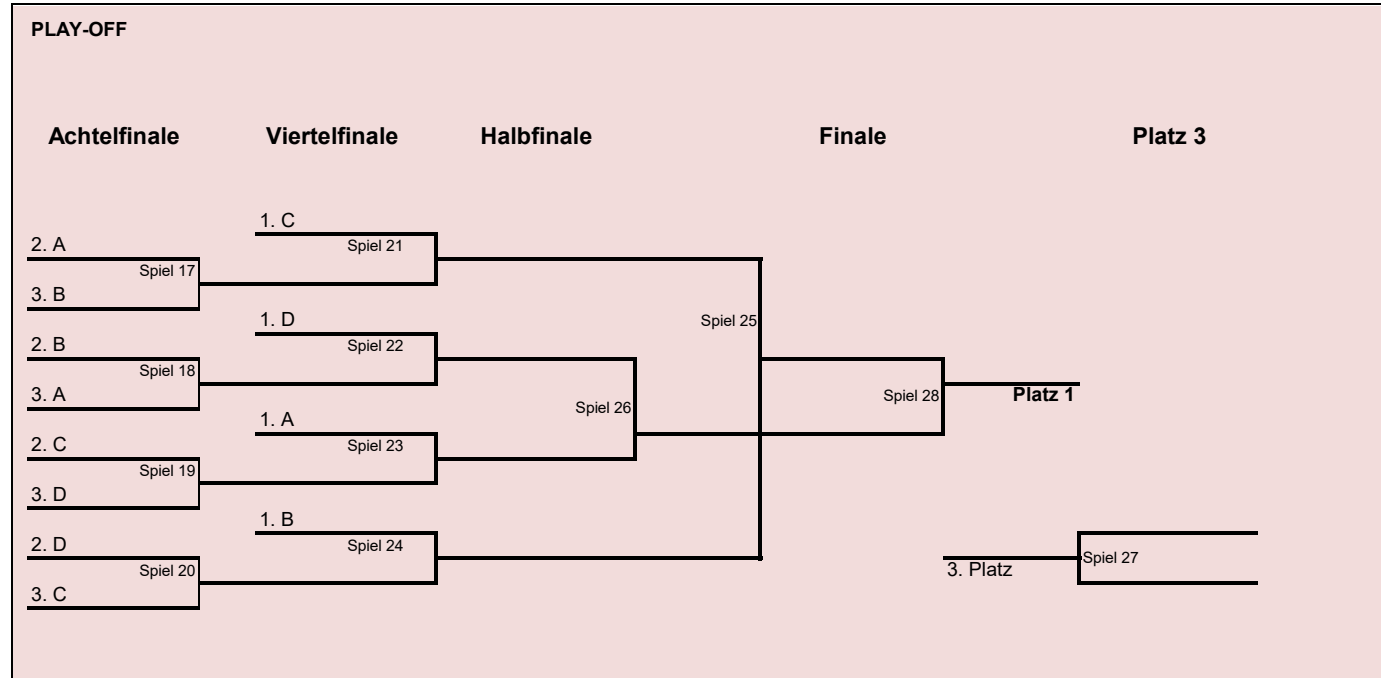 PLAY-OFF
Achtelfinale Viertelfinale Halbfinale Finale Platz 3
1. C
2. A
Spiel 21
Spiel 17
3. B
1. D
Spiel 25
2. B
Spiel 22
Spiel 18
3. A
Spiel 28
Platz 1
Spiel 26
1. A
2. C
Spiel 23
Spiel 19
3. D
1. B
2. D
Spiel 24
Spiel 27
Spiel 20
3. Platz
3. C